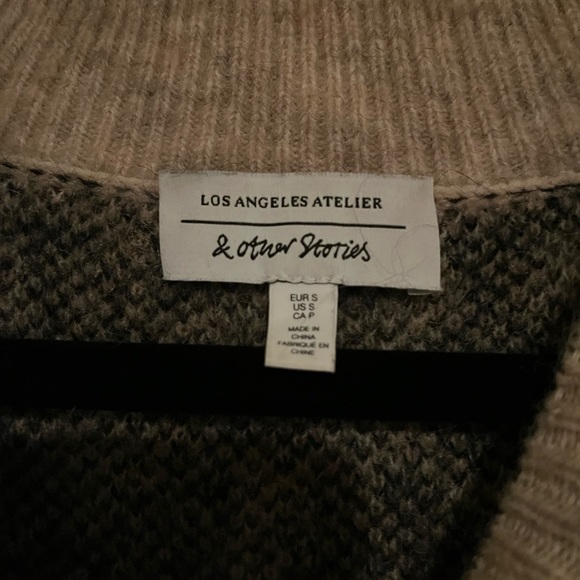 LOS ANGELES ATELIER
& other Stories
EUR S
US S
CA P
MADE IN
CHINA
FABRIQUÉ EN
CHINE